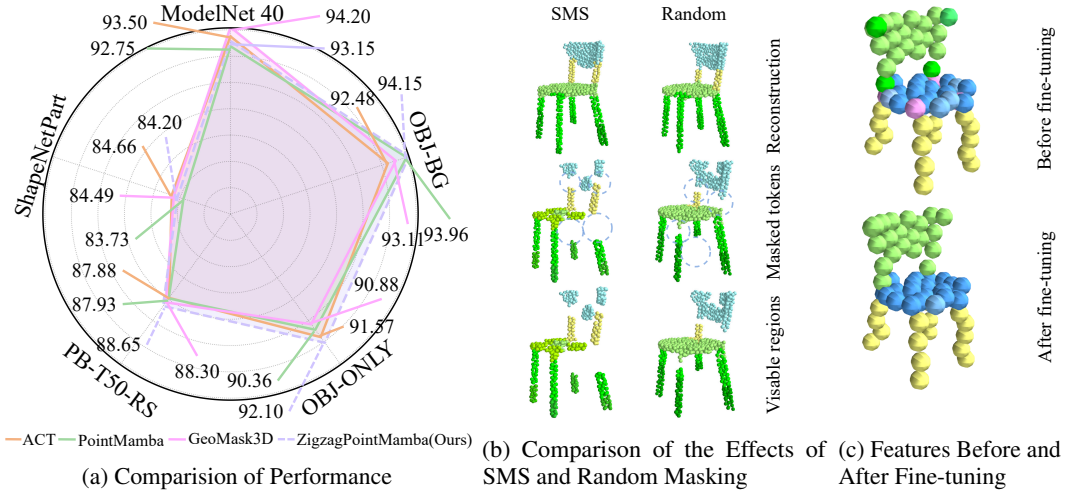 ModelNet 40
93.50
94.20
92.75
93.15
94.15
92.48
OBJ-BG
ShapeNetPart
84.20
84.66
84.49
83.73
93.11
93.96
87.88
87.93
88.65
88.30
90.88
91.57
90.36
92.10
PB-T50-RS
OBJ-ONLY
ACT
PointMamba
GeoMask3D
ZigzagPointMamba(Ours)
(a) Comparision of Performance
SMS
Random
Reconstruction
Masked tokens
Visable regions
(b) Comparison of the Effects of
SMS and Random Masking
Before fine-tuning
After fine-tuning
(c) Features Before and
After Fine-tuning